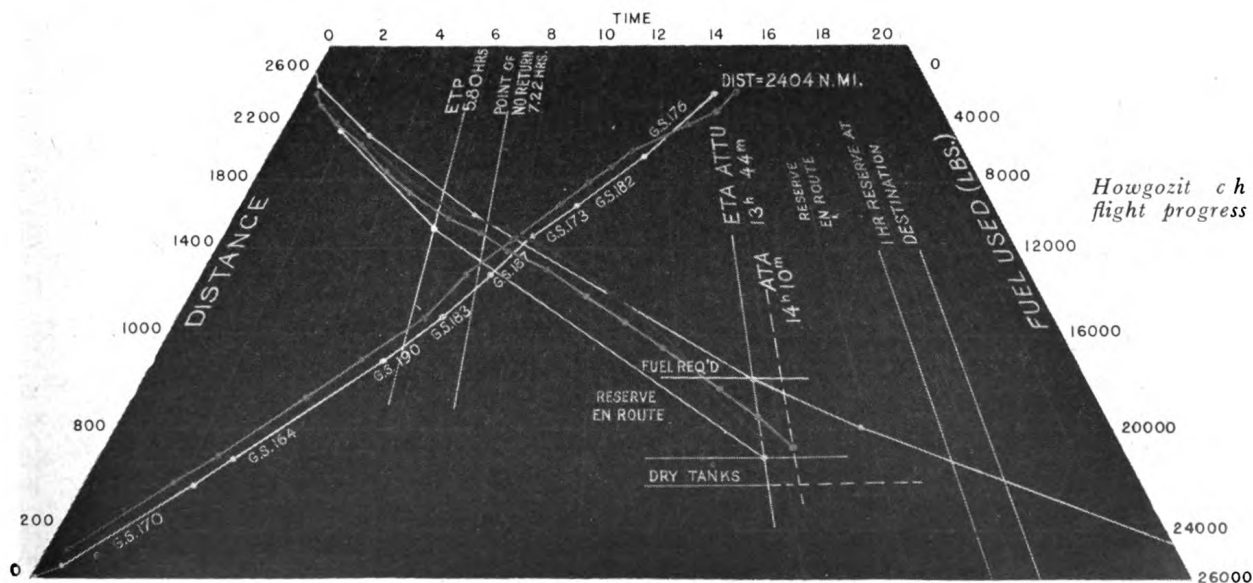 TIME
0 2 4 6 8 10 12 14 16 18 20
2600
2200
1800
1400
1000
800
200
0
DISTANCE
0
4000
8000
12000
16000
20000
24000
26000
FUEL USED (LBS.)
ETP
5.80 HRS
POINT OF
NO RETURN
7.22 HRS.
DIST=2404 N.MI.
G.S.176
G.S.182
G.S.173
G.S.187
G.S.183
G.S.190
G.S.164
G.S.170
ETA ATTU
13h 44m
RESERVE
EN ROUTE
ATA
14h 10m
1 HR RESERVE AT
DESTINATION
FUEL REQ'D
RESERVE
EN ROUTE
DRY TANKS
Howgozit ch
flight progress